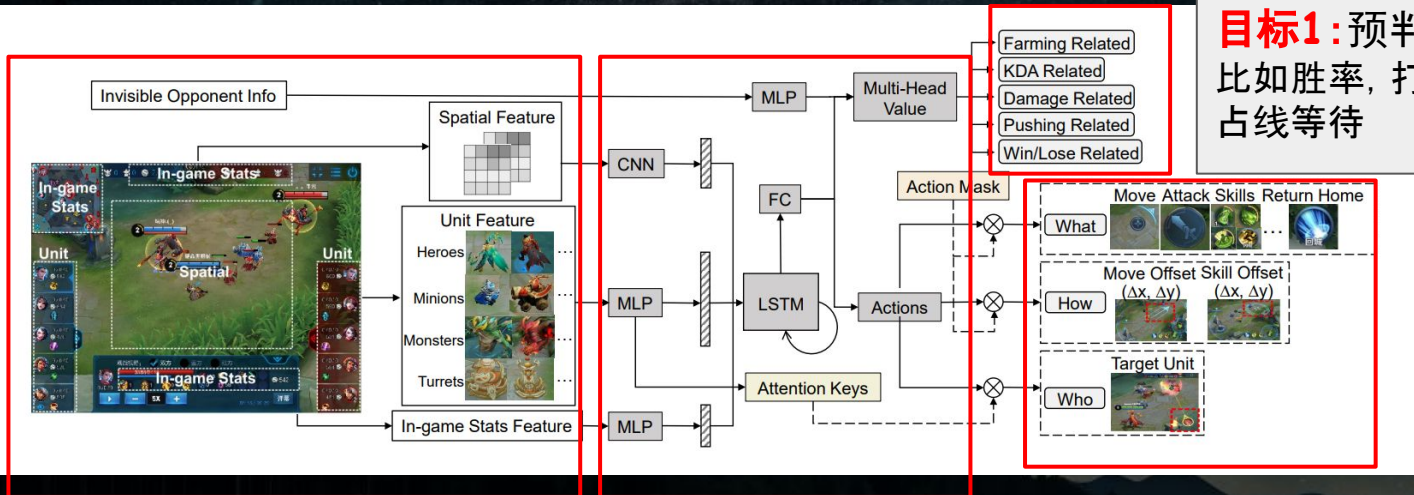 目标1:预判
比如胜率, 打
占线等待
Invisible Opponent Info
In-game Stats
In-game
Stats
Unit
Spatial
Unit
In-game Stats
5X
Spatial Feature
Unit Feature
Heroes
Minions
Monsters
Turrets
In-game Stats Feature
MLP
CNN
MLP
MLP
FC
LSTM
Attention Keys
Multi-Head
Value
Actions
Action Mask
Farming Related
KDA Related
Damage Related
Pushing Related
Win/Lose Related
What
Move Attack Skills Return Home
回城
How
Move Offset Skill Offset
(Δx, Δy) (Δx, Δy)
Who
Target Unit